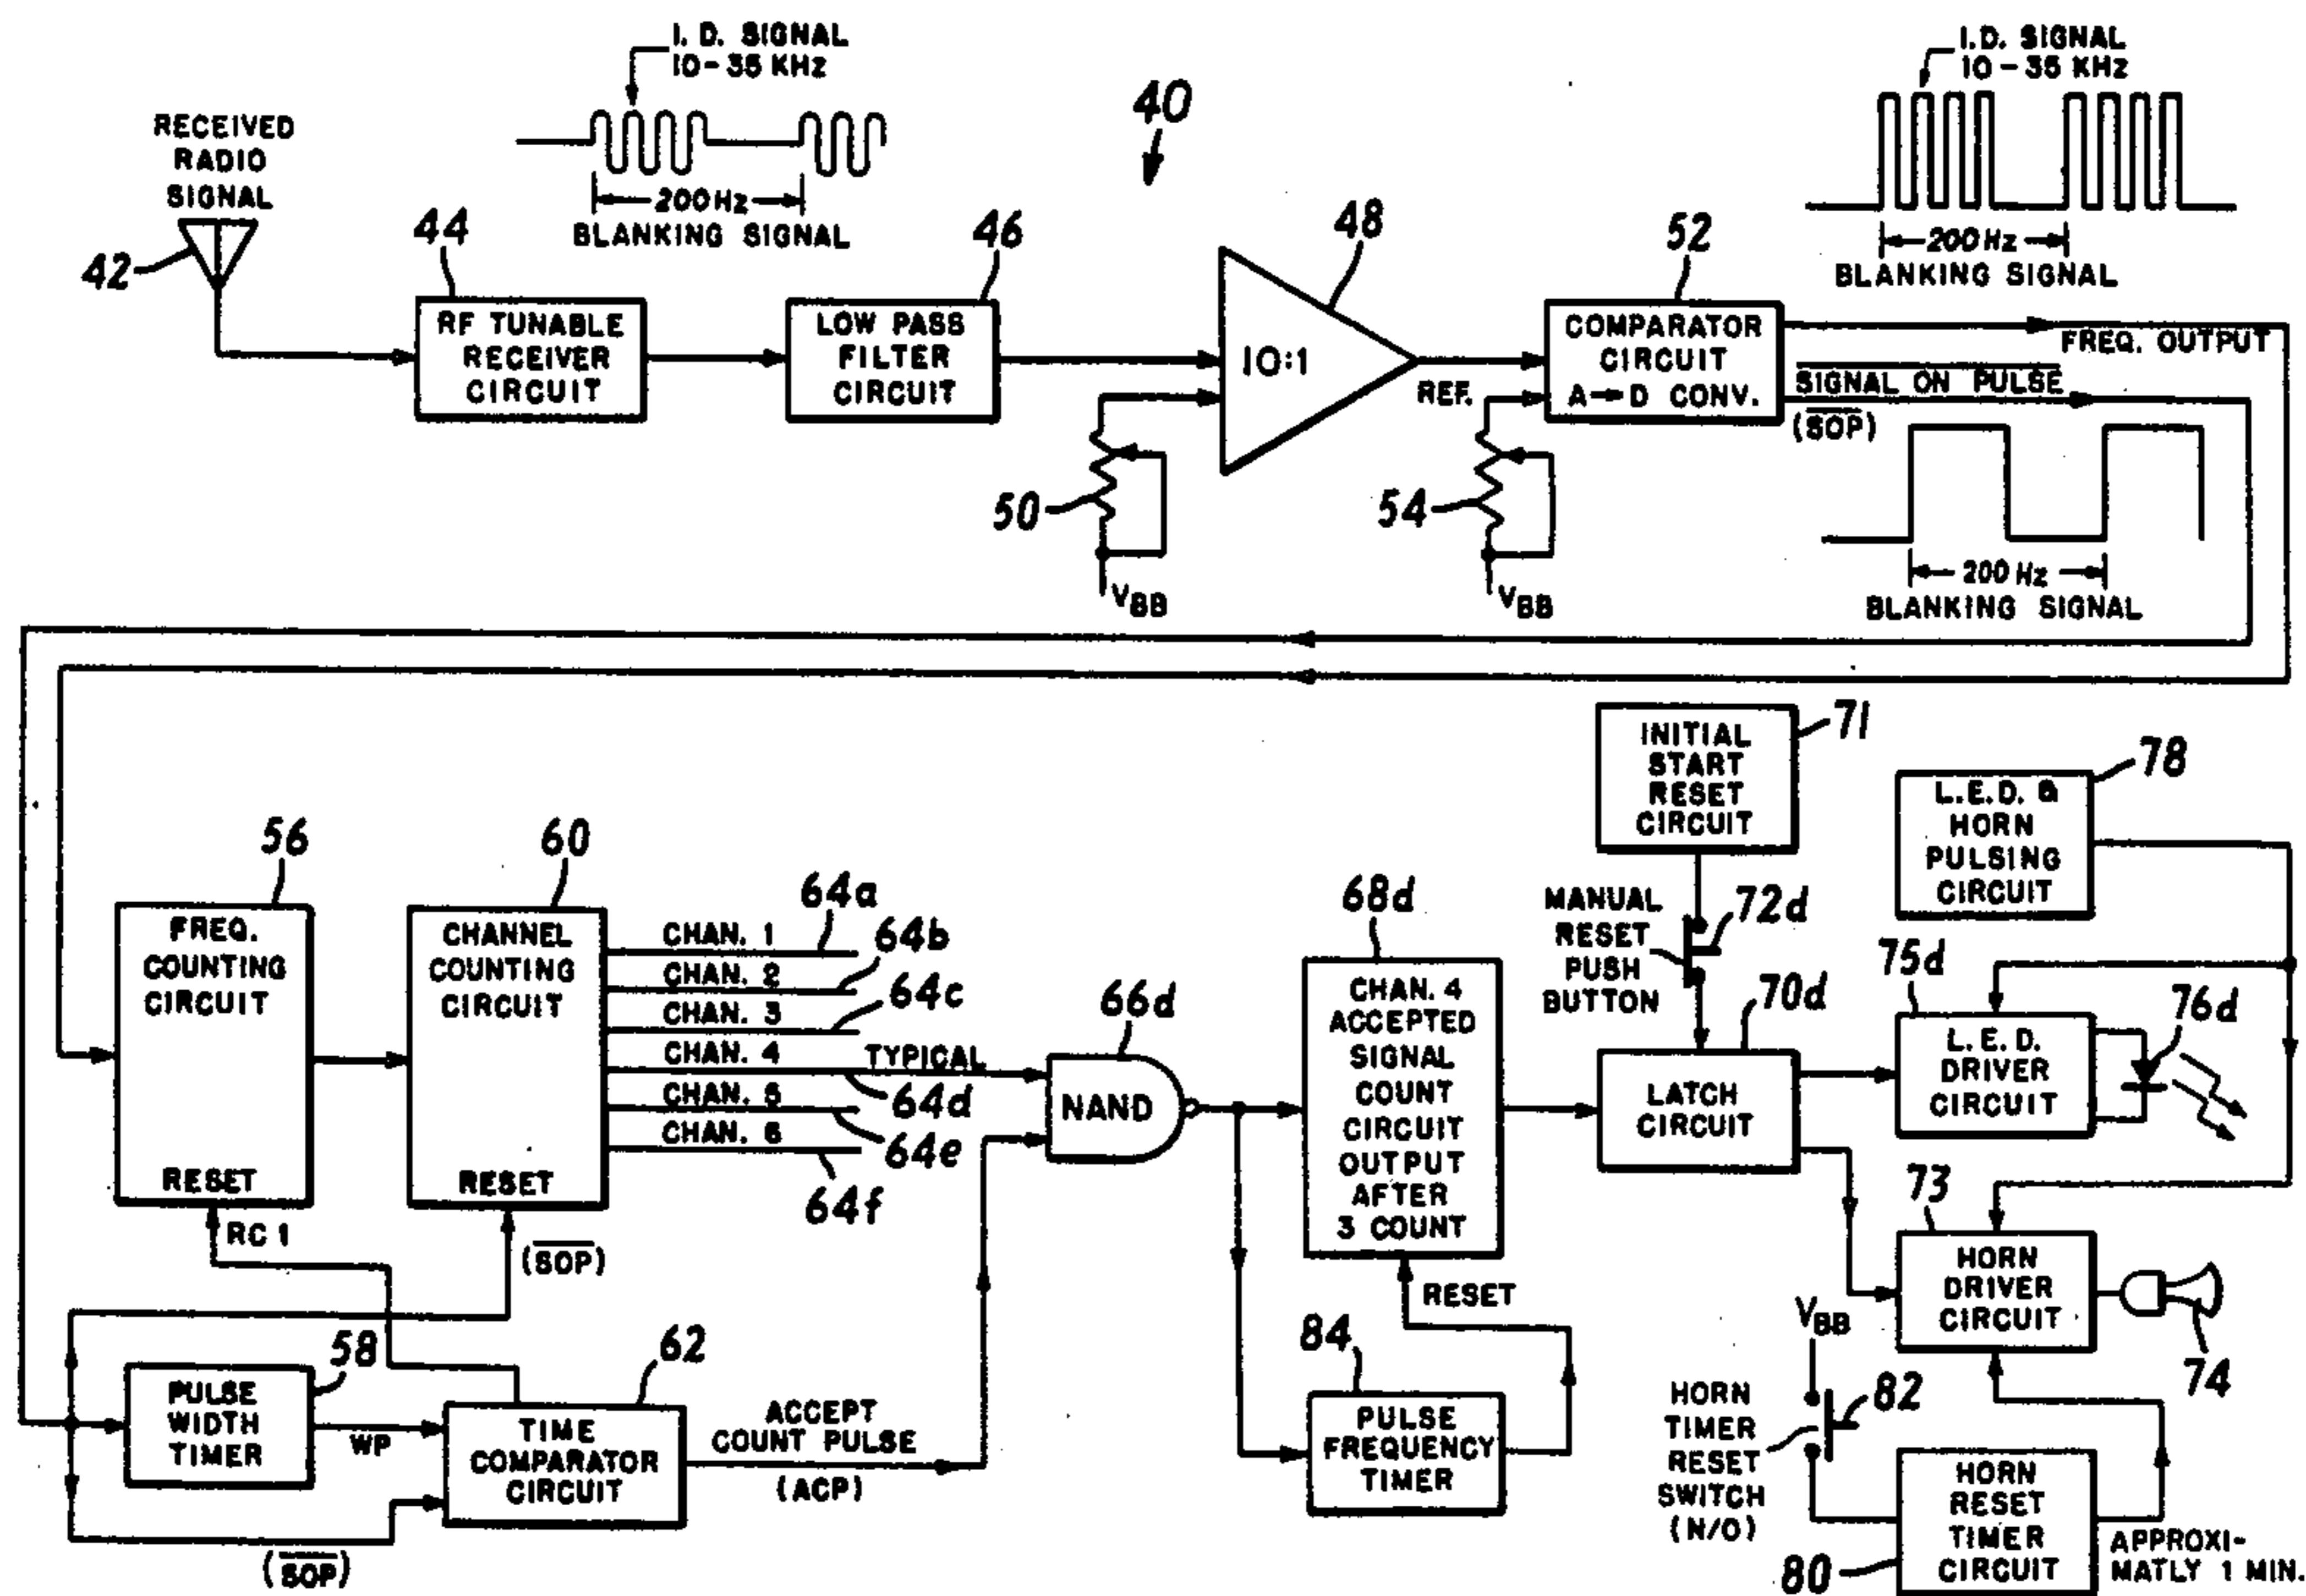 I. D. SIGNAL
10-35 KHz
RECEIVED
RADIO
SIGNAL
42
200 Hz
BLANKING SIGNAL
40
I.D. SIGNAL
10-35 KHz
200 Hz
BLANKING SIGNAL
44
RF TUNABLE
RECEIVER
CIRCUIT
46
LOW PASS
FILTER
CIRCUIT
48
10:1
50
VBB
REF.
54
VBB
52
COMPARATOR
CIRCUIT
A→D CONV.
FREQ. OUTPUT
SIGNAL ON PULSE
(SOP)
200 Hz
BLANKING SIGNAL
56
FREQ.
COUNTING
CIRCUIT
RESET
RC 1
60
CHANNEL
COUNTING
CIRCUIT
RESET
(SOP)
CHAN. 1
64a
CHAN. 2
64b
CHAN. 3
64c
CHAN. 4
TYPICAL
64d
CHAN. 5
64e
CHAN. 6
64f
66d
NAND
68d
CHAN. 4
ACCEPTED
SIGNAL
COUNT
CIRCUIT
OUTPUT
AFTER
3 COUNT
RESET
71
INITIAL
START
RESET
CIRCUIT
MANUAL
RESET
PUSH
BUTTON
72d
70d
LATCH
CIRCUIT
78
L.E.D. &
HORN
PULSING
CIRCUIT
75d
L.E.D.
DRIVER
CIRCUIT
76d
73
HORN
DRIVER
CIRCUIT
74
58
PULSE
WIDTH
TIMER
WP
62
TIME
COMPARATOR
CIRCUIT
(SOP)
ACCEPT
COUNT PULSE
(ACP)
84
PULSE
FREQUENCY
TIMER
VBB
HORN
TIMER
RESET
SWITCH
(N/O)
82
80
HORN
RESET
TIMER
CIRCUIT
APPROXI-
MATLY 1 MIN.